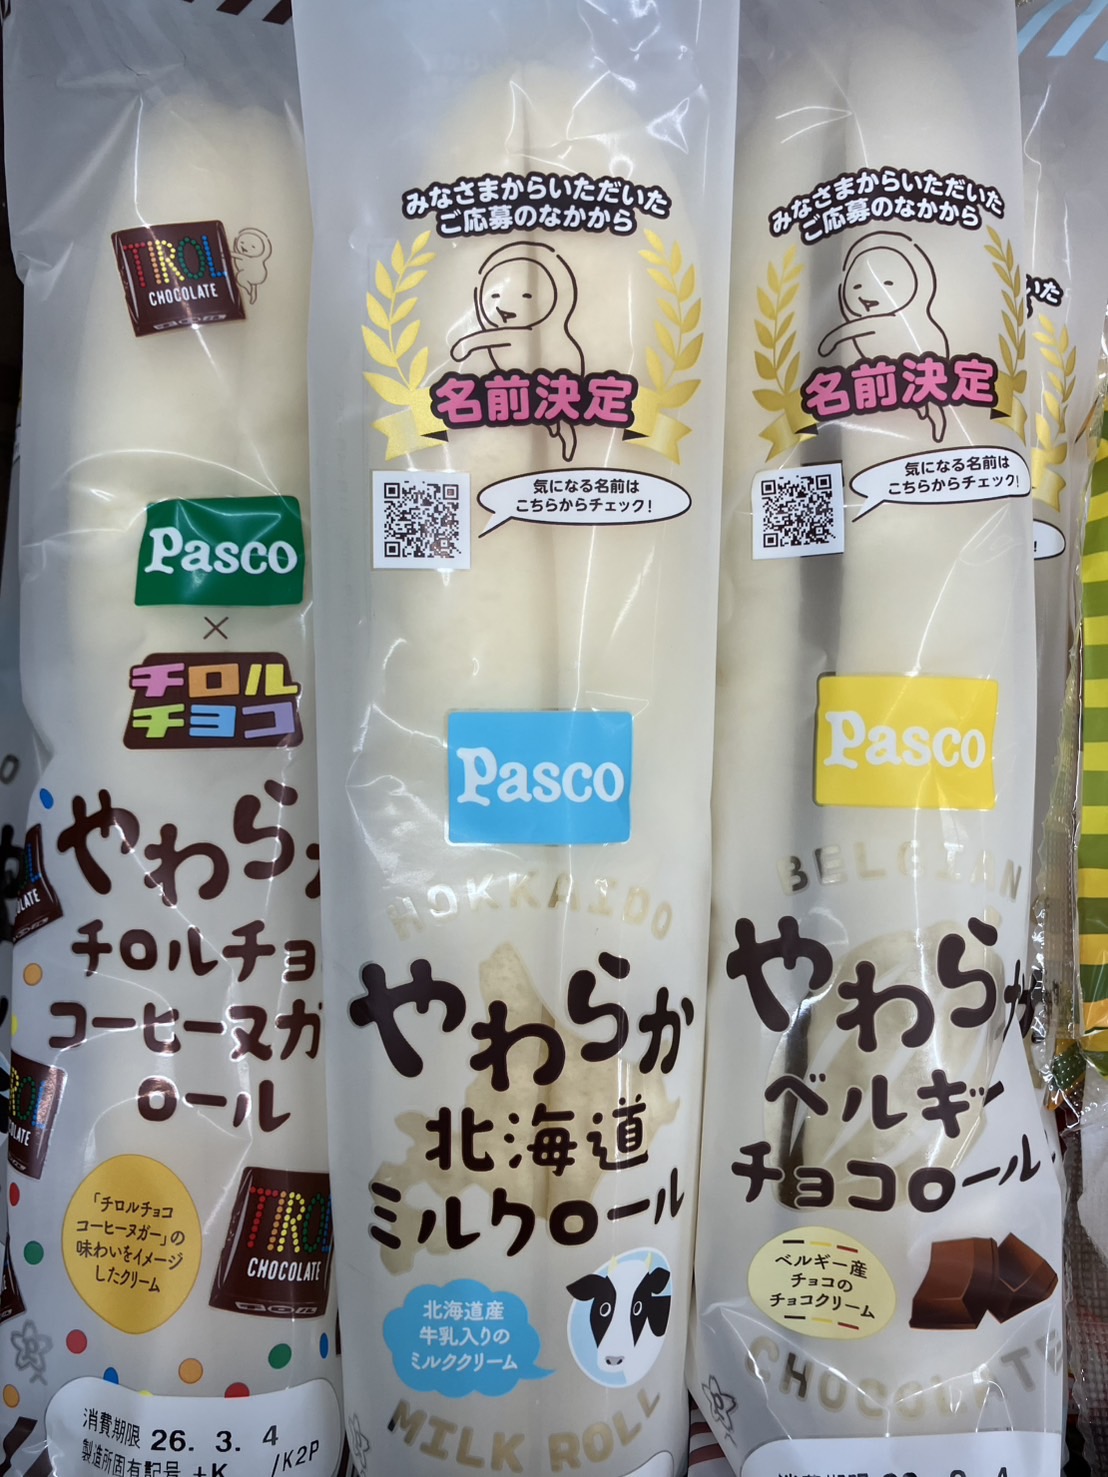 TIROL
CHOCOLATE
Pasco
×
チロル
チョコ
やわらか
チロルチョ
コーヒーヌガ
ロール
「チロルチョコ
コーヒーヌガー」の
味わいをイメージ
したクリーム
TIROL
CHOCOLATE
消費期限 26. 3. 4
製造所固有記号 +K /K2P
みなさまからいただいた
ご応募のなかから
名前決定
気になる名前は
こちらからチェック!
Pasco
HOKKAIDO
やわらか
北海道
ミルクロール
北海道産
牛乳入りの
ミルククリーム
MILK ROLL
みなさまからいただいた
ご応募のなかから
名前決定
気になる名前は
こちらからチェック!
Pasco
BELGIAN
やわらか
ベルギー
チョコロール
ベルギー産
チョコの
チョコクリーム
CHOCOLATE
いた